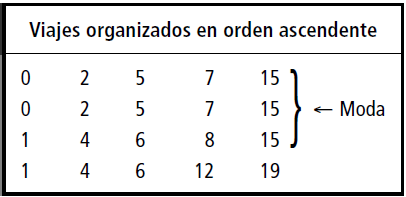 Viajes organizados en orden ascendente
0 2 5 7 15
0 2 5 7 15 ← Moda
1 4 6 8 15
1 4 6 12 19